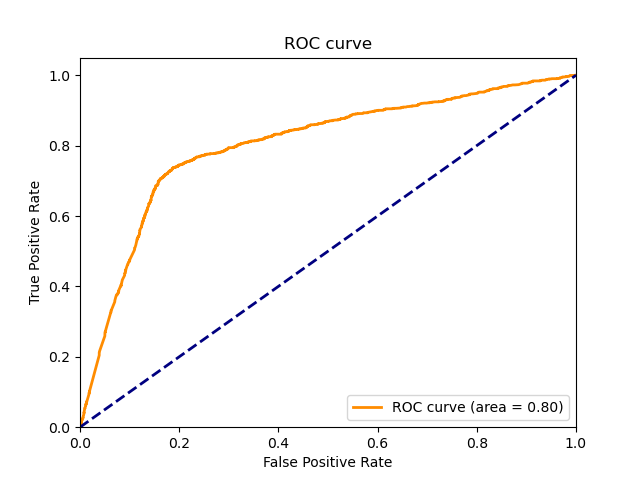 ROC curve
True Positive Rate
1.0
0.8
0.6
0.4
0.2
0.0
ROC curve (area = 0.80)
0.0 0.2 0.4 0.6 0.8 1.0
False Positive Rate